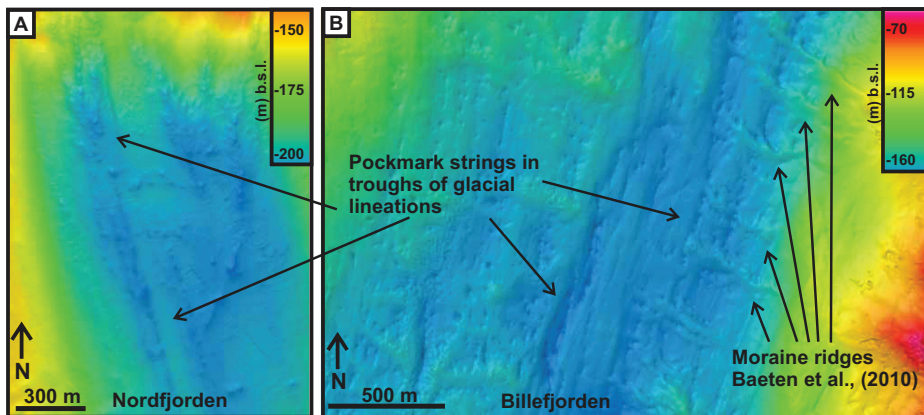 A
-150
-175
-200
(m) b.s.l.
N
300 m
Nordfjorden
Pockmark strings in
troughs of glacial
lineations
B
-70
-115
-160
(m) b.s.l.
N
500 m
Billefjorden
Moraine ridges
Baeten et al., (2010)